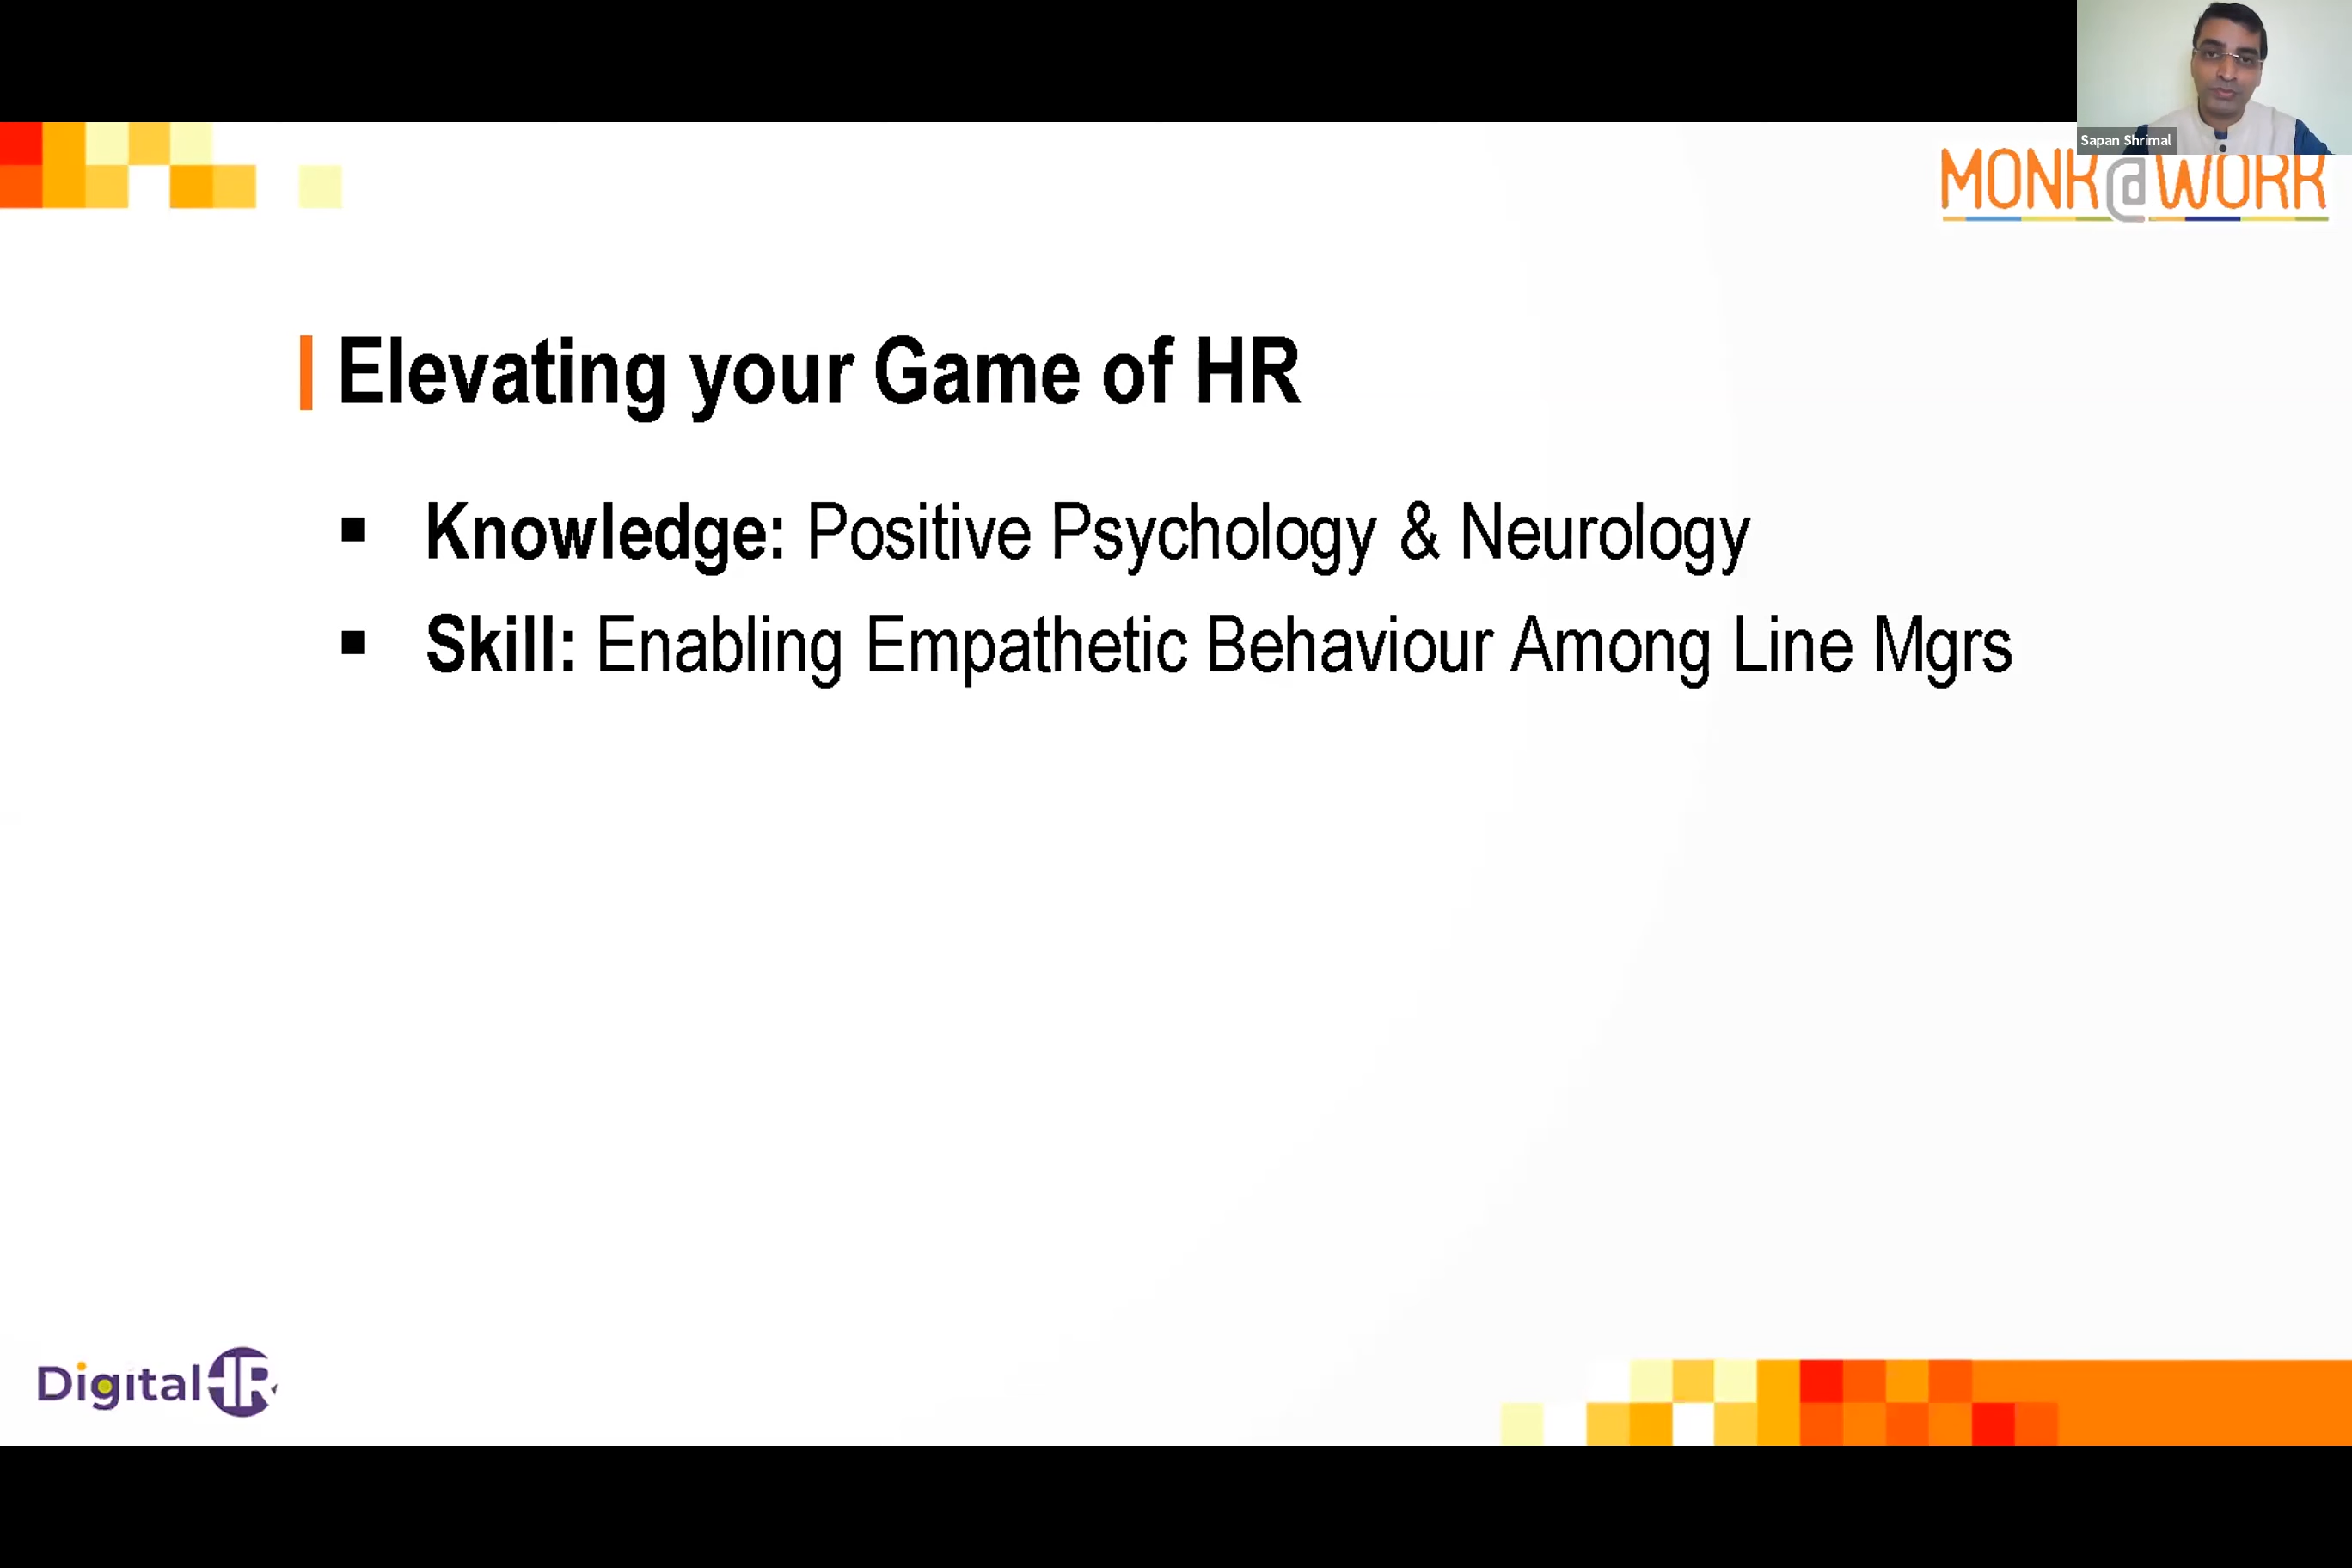 Sapan Shrimal
MONK@WORK
Elevating your Game of HR
Knowledge: Positive Psychology & Neurology
Skill: Enabling Empathetic Behaviour Among Line Mgrs
DigitalHR